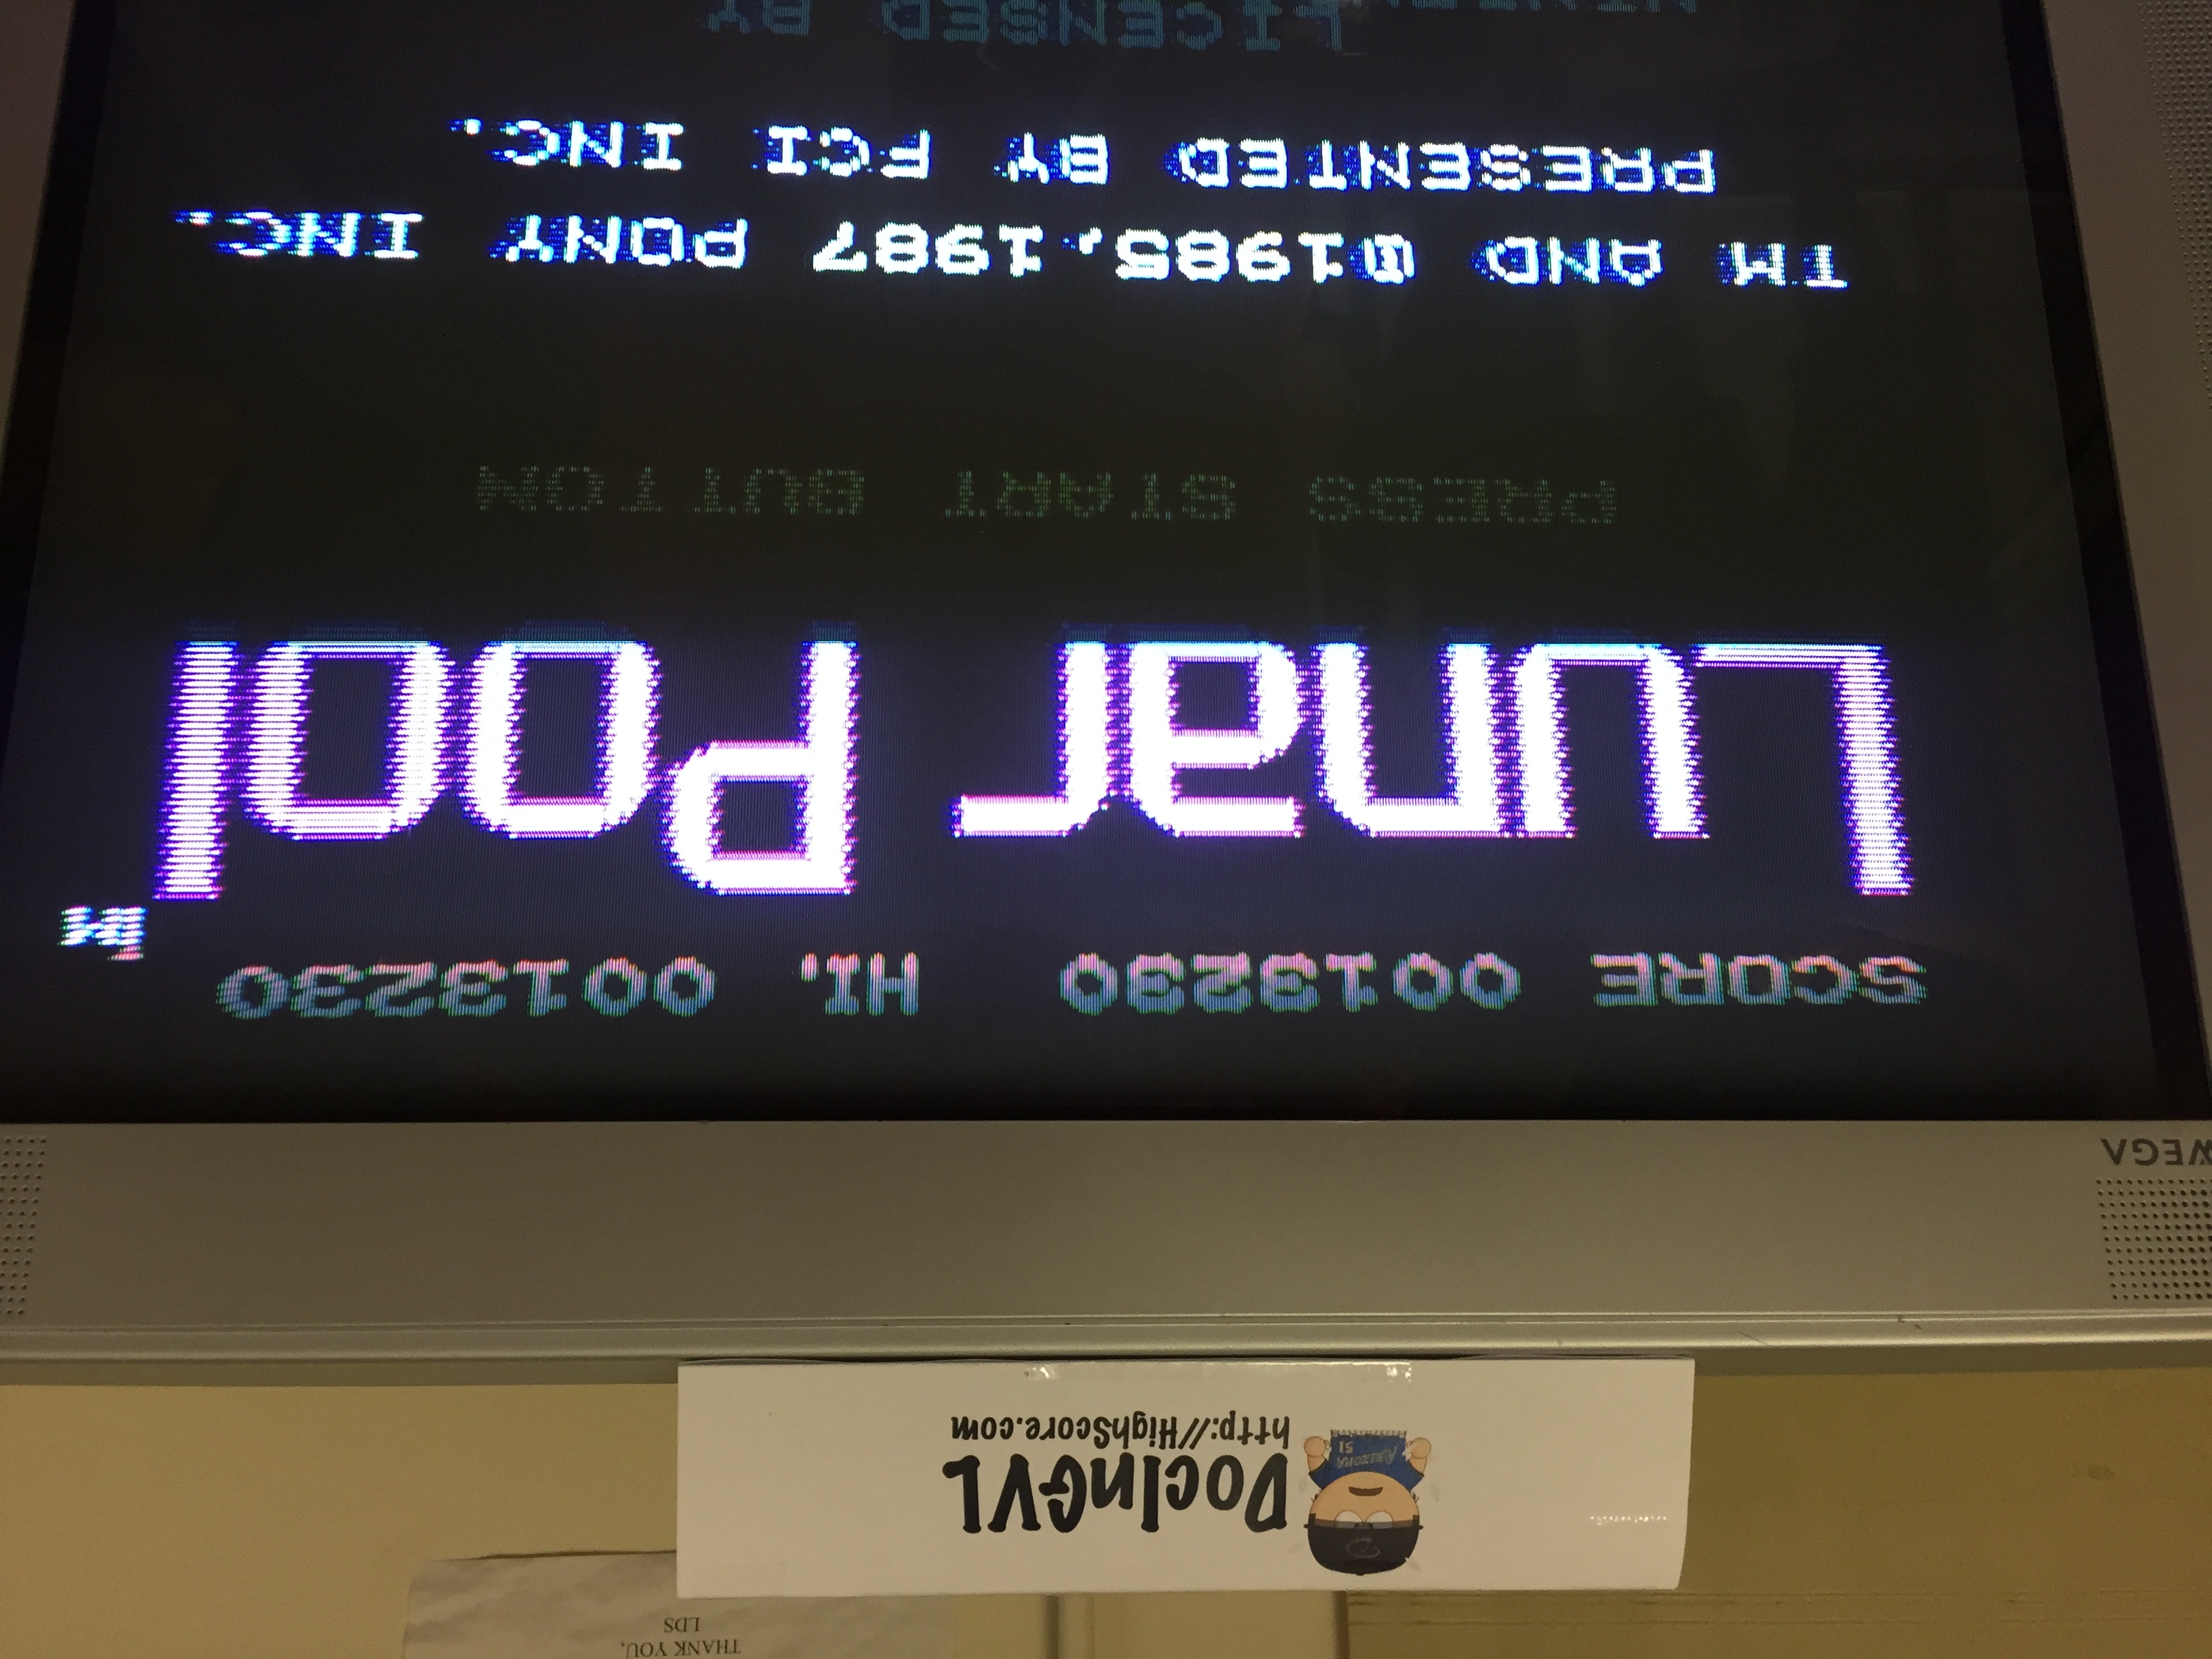 THANK YOU,
LDS
DocInGVL
http://HighScore.com
WEGA
SCORE 0013230 HI. 0013230
Lunar Pool TM
PRESS START BUTTON
TM AND ©1985,1987 PONY INC.
PRESENTED BY FCI INC.
LICENSED BY